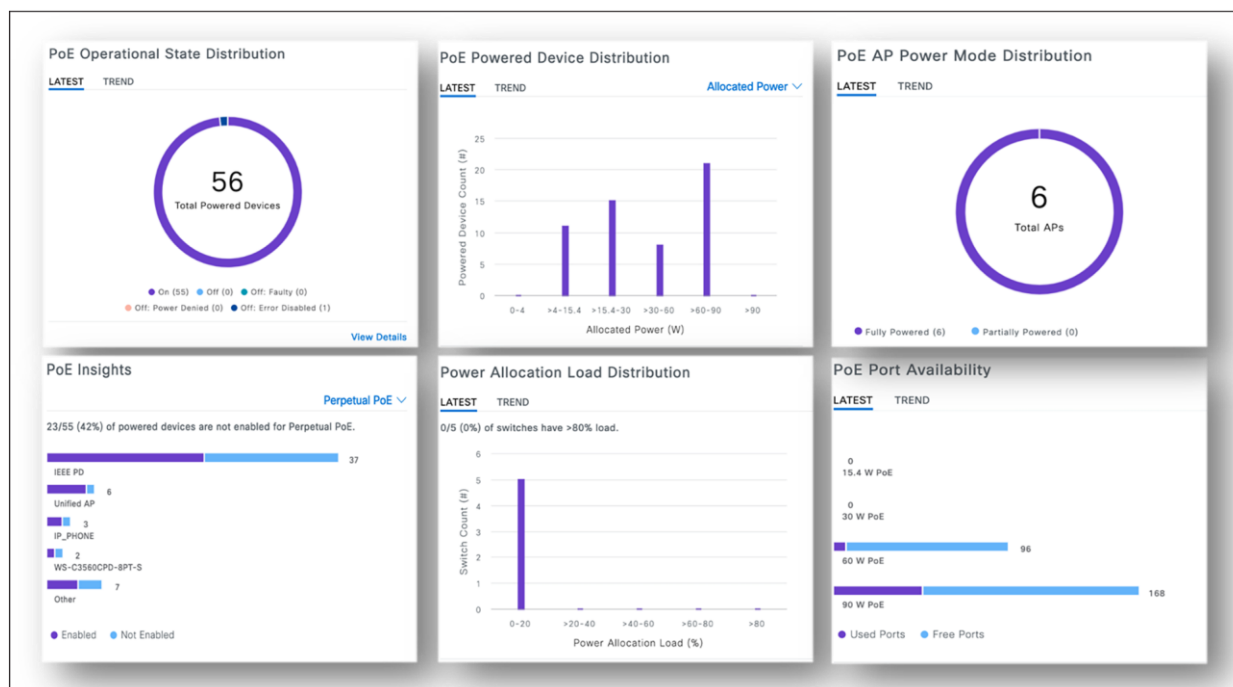 PoE Operational State Distribution
LATEST TREND
56
Total Powered Devices
On (55) Off (0) Off: Faulty (0)
Off: Power Denied (0) Off: Error Disabled (1)
View Details
PoE Powered Device Distribution
LATEST TREND Allocated Power
Powered Device Count (#)
25
20
15
10
5
0
0-4 >4-15.4 >15.4-30 >30-60 >60-90 >90
Allocated Power (W)
PoE AP Power Mode Distribution
LATEST TREND
6
Total APs
Fully Powered (6) Partially Powered (0)
PoE Insights
Perpetual PoE
23/55 (42%) of powered devices are not enabled for Perpetual PoE.
37
IEEE PD
6
Unified AP
3
IP_PHONE
2
WS-C3560CPD-8PT-S
7
Other
Enabled Not Enabled
Power Allocation Load Distribution
LATEST TREND
0/5 (0%) of switches have >80% load.
Switch Count (#)
6
5
4
3
2
1
0
0-20 >20-40 >40-60 >60-80 >80
Power Allocation Load (%)
PoE Port Availability
LATEST TREND
0
15.4 W PoE
0
30 W PoE
96
60 W PoE
168
90 W PoE
Used Ports Free Ports